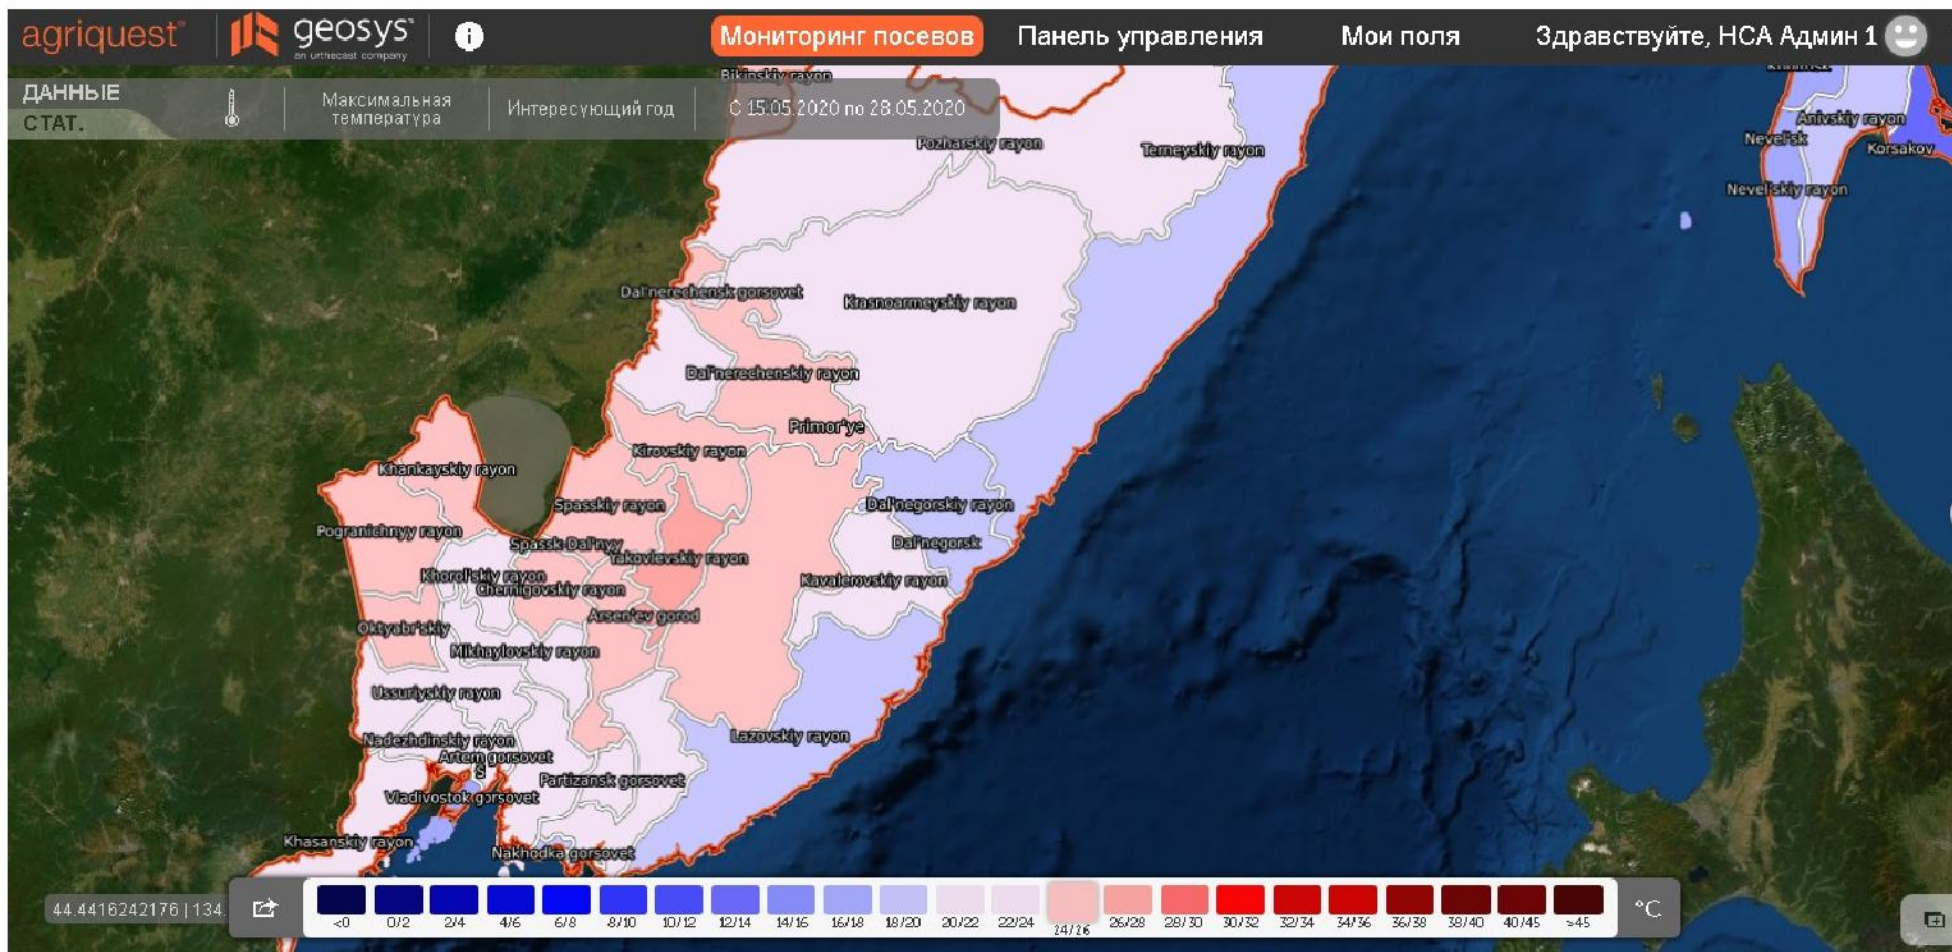 agriquest
geosys
an urthecast company
i
Мониторинг посевов
Панель управления
Мои поля
Здравствуйте, НСА Админ 1
ДАННЫЕ
СТАТ.
Максимальная
температура
Интересующий год
С 15.05.2020 по 28.05.2020
Bikinskiy rayon
Anivskiy rayon
Nevel'sk
Korsakov
Pozharskiy rayon
Terneyskiy rayon
Nevel'skiy rayon
Dal'nerechensk gorsovet
Krasnoarmeyskiy rayon
Dal'nerechenskiy rayon
Primor'ye
Kirovskiy rayon
Khankayskiy rayon
Spasskiy rayon
Dal'negorskiy rayon
Pogranichnyy rayon
Spassk-Dal'nyy
Dal'negorsk
Yakovlevskiy rayon
Khorol'skiy rayon
Kavalerovskiy rayon
Chernigovskiy rayon
Arsen'ev gorod
Oktyabr'skiy
Mikhaylovskiy rayon
Ussuriyskiy rayon
Lazovskiy rayon
Nadezhdinskiy rayon
Artem gorsovet
S
Partizansk gorsovet
Vladivostok gorsovet
Khasanskiy rayon
Nakhodka gorsovet
44.4416242176 | 134.
<0 0/2 2/4 4/6 6/8 8/10 10/12 12/14 14/16 16/18 18/20 20/22 22/24 24/26 26/28 28/30 30/32 32/34 34/36 36/38 38/40 40/45 >45
°C